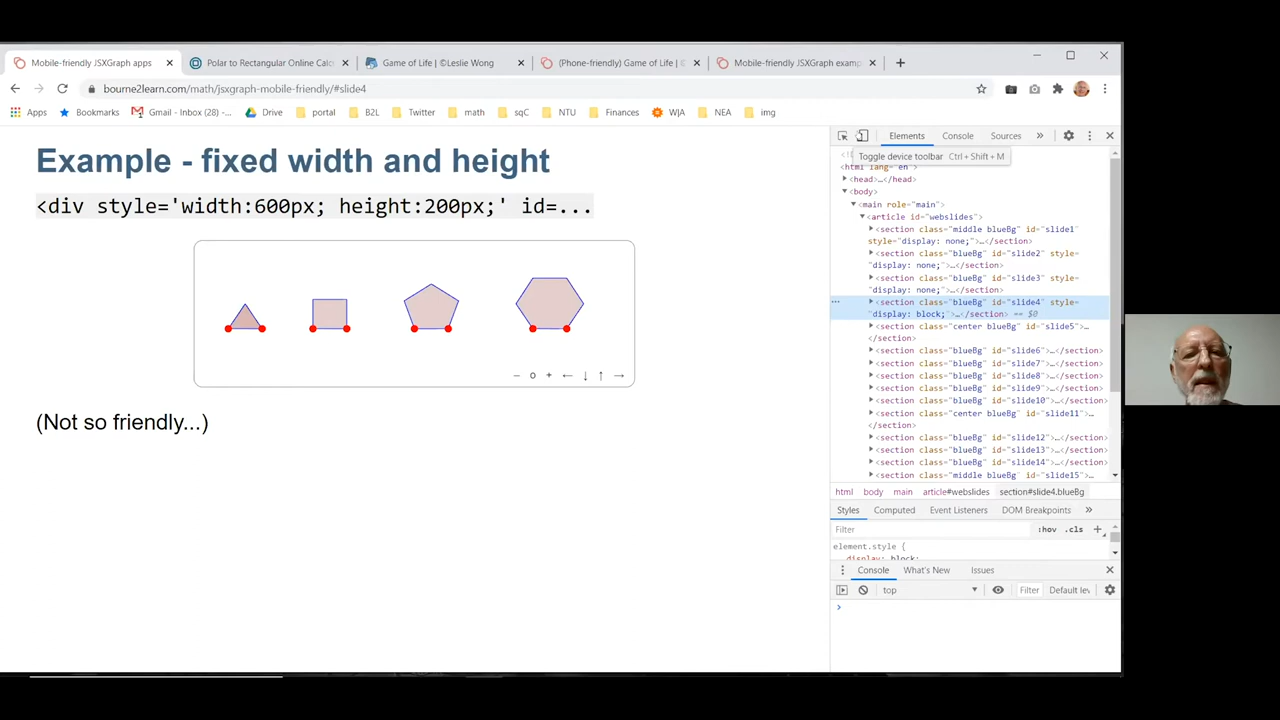 Mobile-friendly JSXGraph apps
Polar to Rectangular Online Calc
Game of Life | ©Leslie Wong
(Phone-friendly) Game of Life | ©
Mobile-friendly JSXGraph examp
bourne2learn.com/math/jsxgraph-mobile-friendly/#slide4
Apps Bookmarks Gmail - Inbox (28) -... Drive portal B2L Twitter math sqC NTU Finances WJA NEA img
Example - fixed width and height
<div style='width:600px; height:200px;' id=...
− o + ← ↓ ↑ →
(Not so friendly...)
Elements Console Sources »
Toggle device toolbar Ctrl+Shift+M
<html lang="en">
<head>…</head>
<body>
<main role="main">
<article id="webslides">
<section class="middle blueBg" id="slide1"
style="display: none;">…</section>
<section class="blueBg" id="slide2" style=
"display: none;">…</section>
<section class="blueBg" id="slide3" style=
"display: none;">…</section>
<section class="blueBg" id="slide4" style=
"display: block;">…</section> == $0
<section class="center blueBg" id="slide5">…
</section>
<section class="blueBg" id="slide6">…</section>
<section class="blueBg" id="slide7">…</section>
<section class="blueBg" id="slide8">…</section>
<section class="blueBg" id="slide9">…</section>
<section class="blueBg" id="slide10">…</section>
<section class="center blueBg" id="slide11">…
</section>
<section class="blueBg" id="slide12">…</section>
<section class="blueBg" id="slide13">…</section>
<section class="blueBg" id="slide14">…</section>
<section class="middle blueBg" id="slide15">…
html body main article#webslides section#slide4.blueBg
Styles Computed Event Listeners DOM Breakpoints »
Filter :hov .cls +
element.style {
display: block;
Console What's New Issues
top Filter Default lev